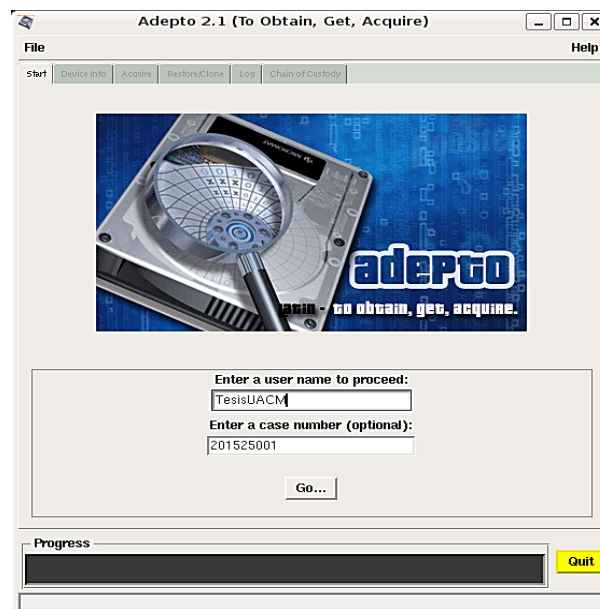 Adepto 2.1 (To Obtain, Get, Acquire)
File Help
Start Device Info Acquire Restore/Clone Log Chain of Custody
adepto
latin - to obtain, get, acquire.
Enter a user name to proceed:
TesisUACM
Enter a case number (optional):
201525001
Go...
Progress
Quit